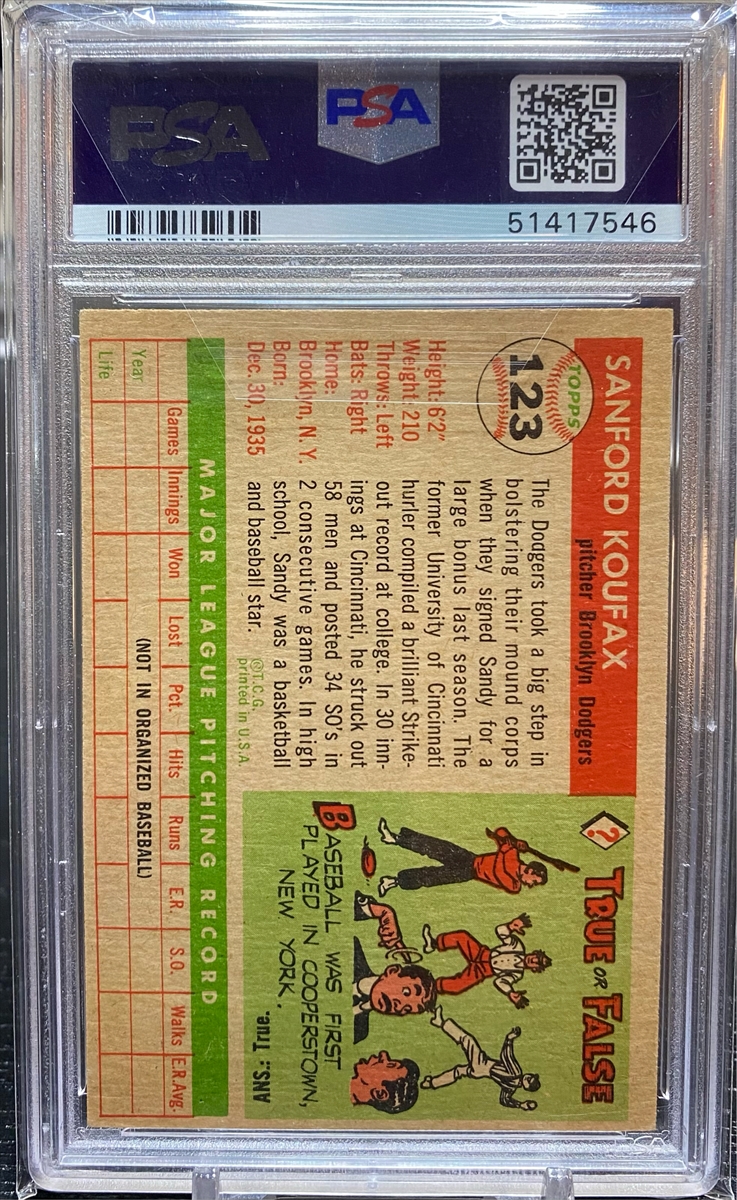 PSA
PSA
51417546
SANFORD KOUFAX
pitcher Brooklyn Dodgers
TOPPS
123
Height: 6'2"
Weight: 210
Throws: Left
Bats: Right
Home:
Brooklyn, N. Y.
Born:
Dec. 30, 1935
The Dodgers took a big step in
bolstering their mound corps
when they signed Sandy for a
large bonus last season. The
former University of Cincinnati
hurler compiled a brilliant Strike-
out record at college. In 30 inn-
ings at Cincinnati, he struck out
58 men and posted 34 SO's in
2 consecutive games. In high
school, Sandy was a basketball
and baseball star.
©T.C.G.
printed in U.S.A.
?
TRUE OR FALSE
BASEBALL WAS FIRST
PLAYED IN COOPERSTOWN,
NEW YORK.
ANS.: True.
MAJOR LEAGUE PITCHING RECORD
Games Innings Won Lost Pct. Hits Runs E.R. S.O. Walks E.R.Avg.
Year (NOT IN ORGANIZED BASEBALL)
Life